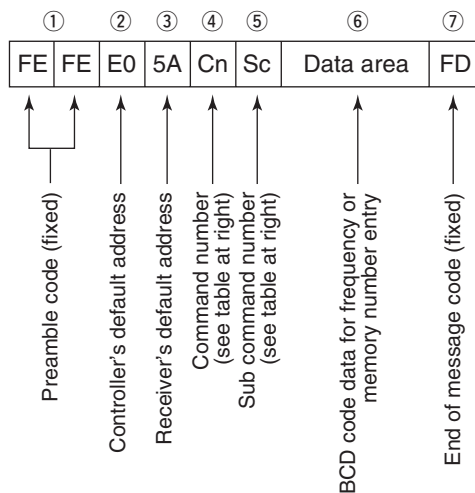 ① ② ③ ④ ⑤ ⑥ ⑦
FE FE E0 5A Cn Sc Data area FD
Preamble code (fixed)
Controller's default address
Receiver's default address
Command number
(see table at right)
Sub command number
(see table at right)
BCD code data for frequency or
memory number entry
End of message code (fixed)